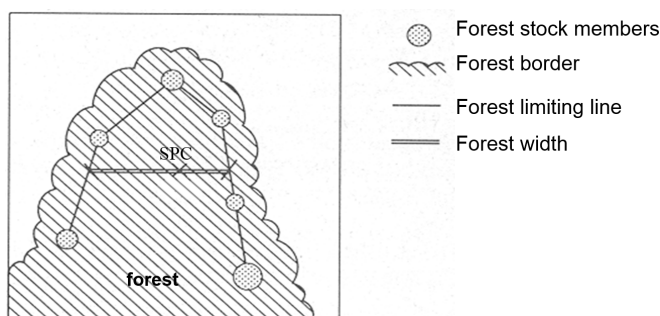 Forest stock members
Forest border
Forest limiting line
Forest width
SPC
forest